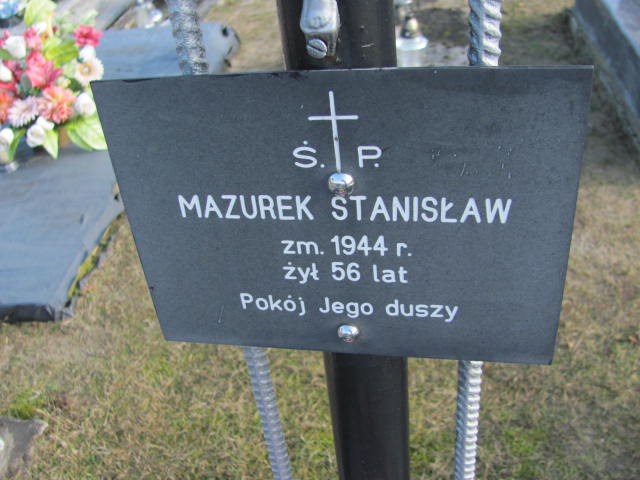 Ś. P.
MAZUREK STANISŁAW
zm. 1944 r.
żył 56 lat
Pokój Jego duszy